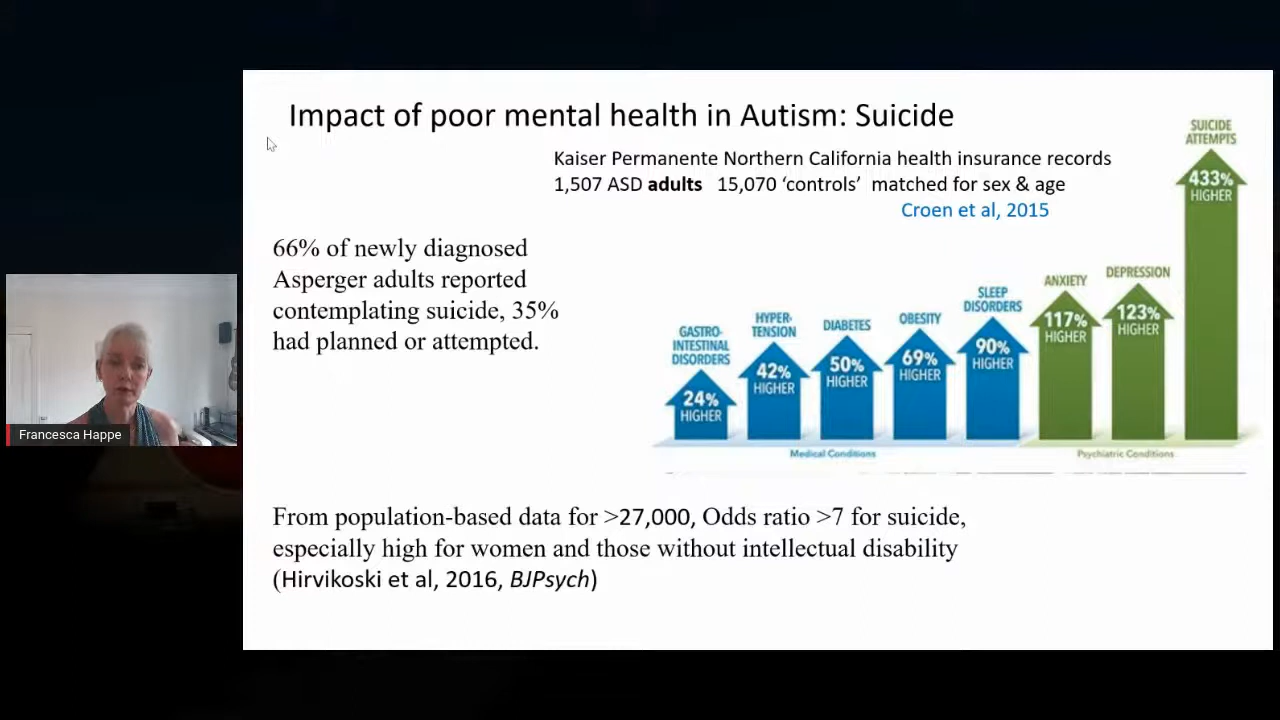 Impact of poor mental health in Autism: Suicide
Kaiser Permanente Northern California health insurance records
1,507 ASD adults 15,070 ‘controls’ matched for sex & age
Croen et al, 2015
66% of newly diagnosed
Asperger adults reported
contemplating suicide, 35%
had planned or attempted.
GASTRO-
INTESTINAL
DISORDERS
24%
HIGHER
HYPER-
TENSION
42%
HIGHER
DIABETES
50%
HIGHER
OBESITY
69%
HIGHER
SLEEP
DISORDERS
90%
HIGHER
ANXIETY
117%
HIGHER
DEPRESSION
123%
HIGHER
SUICIDE
ATTEMPTS
433%
HIGHER
Medical Conditions
Psychiatric Conditions
Francesca Happe
From population-based data for >27,000, Odds ratio >7 for suicide,
especially high for women and those without intellectual disability
(Hirvikoski et al, 2016, BJPsych)